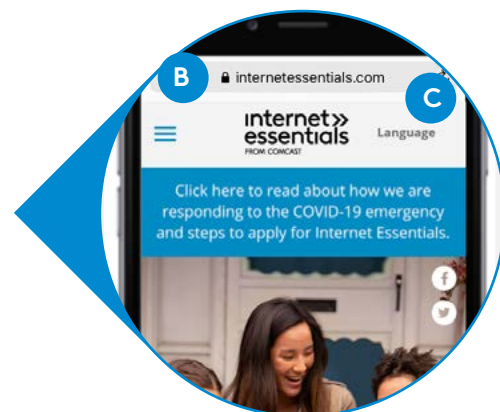 B
internetessentials.com
C
internet»
essentials
FROM COMCAST
Language
Click here to read about how we are
responding to the COVID-19 emergency
and steps to apply for Internet Essentials.
f